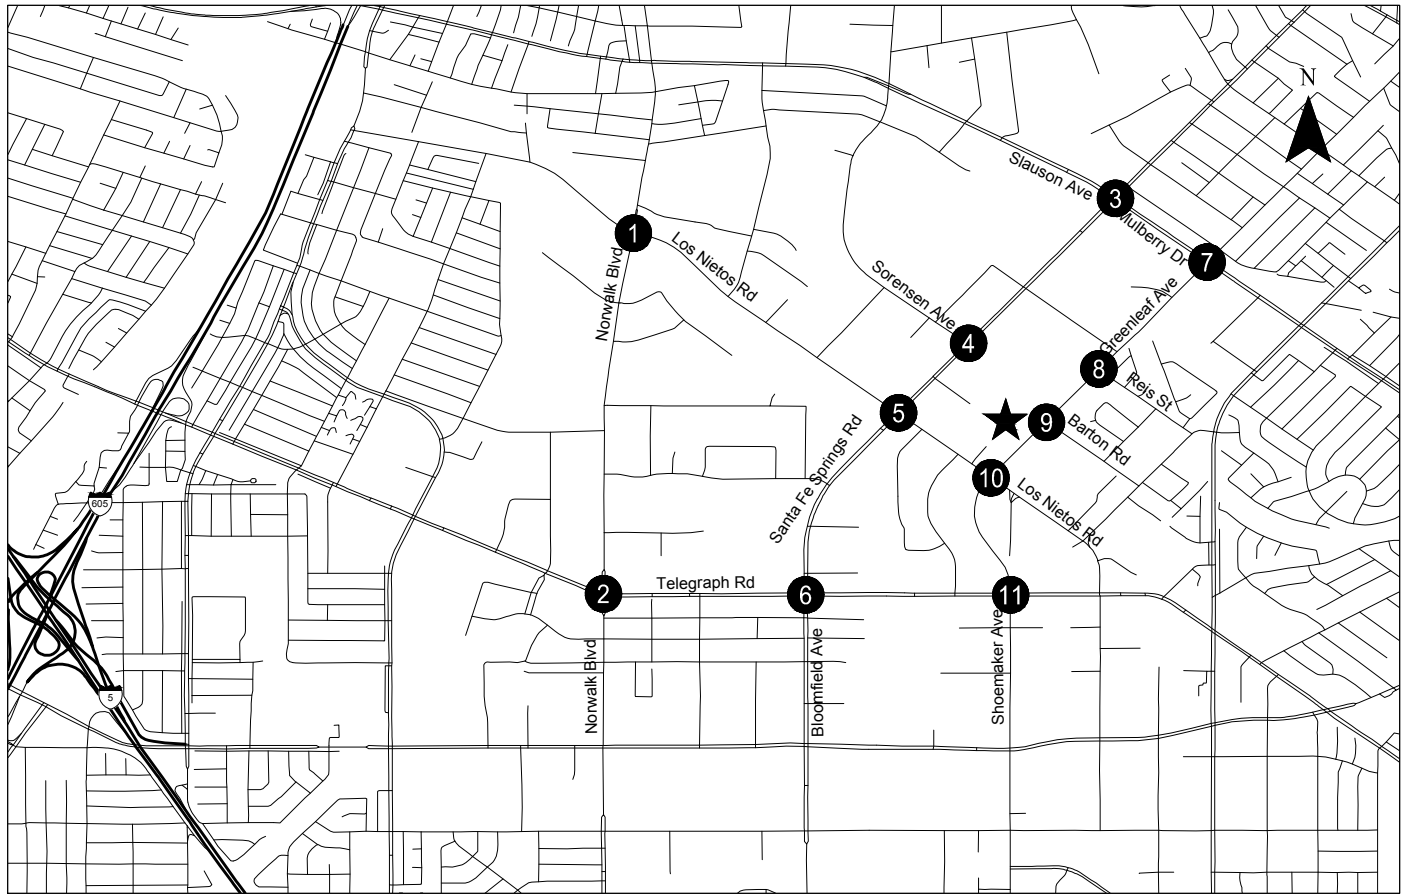 N
Slauson Ave
3
Mulberry Dr
1
Los Nietos Rd
7
Norwalk Blvd
Sorensen Ave
Greenleaf Ave
4
8
Rejs St
5
9
Barton Rd
Santa Fe Springs Rd
10
Los Nietos Rd
605
Telegraph Rd
2
6
11
Norwalk Blvd
Bloomfield Ave
Shoemaker Ave
5